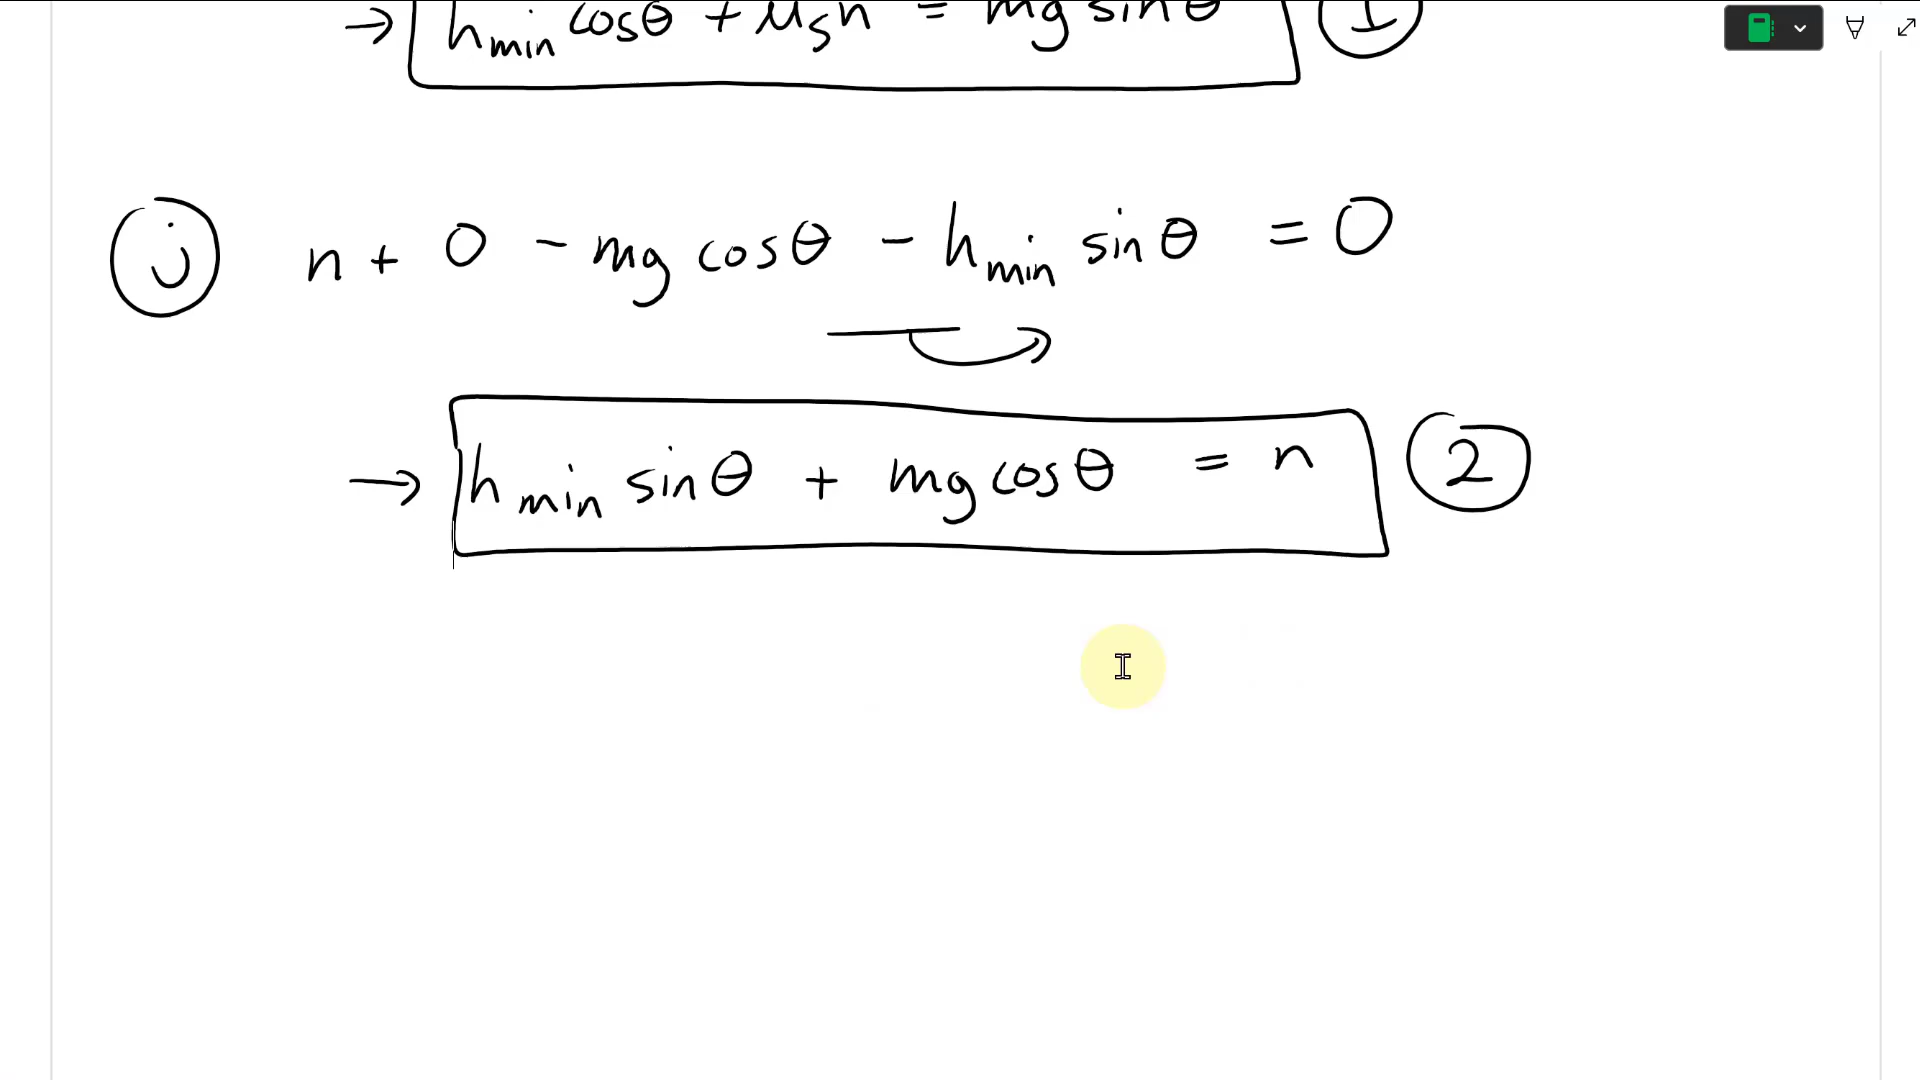 → h_min cosθ + μ_s n = mg sinθ ①
ⓙ n + 0 - mg cosθ - h_min sinθ = 0
→ h_min sinθ + mg cosθ = n ②